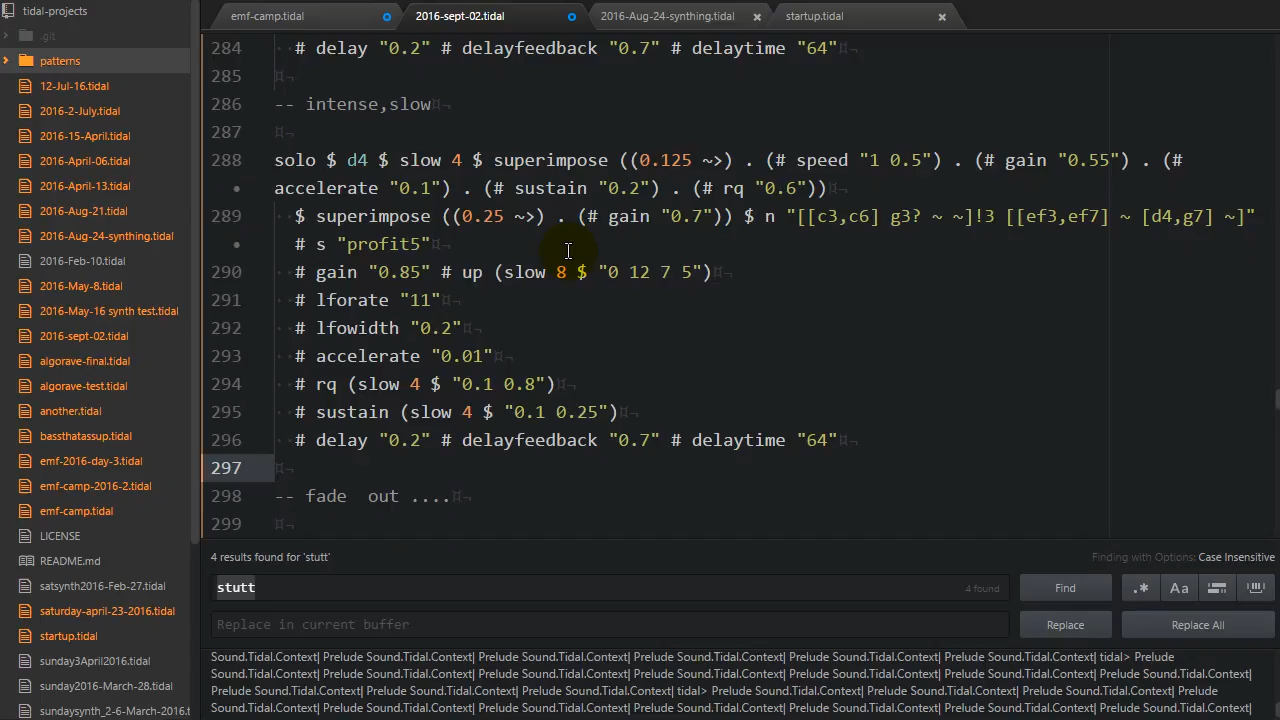 tidal-projects
.git
patterns
12-Jul-16.tidal
2016-2-July.tidal
2016-15-April.tidal
2016-April-06.tidal
2016-April-13.tidal
2016-Aug-21.tidal
2016-Aug-24-synthing.tidal
2016-Feb-10.tidal
2016-May-8.tidal
2016-May-16 synth test.tidal
2016-sept-02.tidal
algorave-final.tidal
algorave-test.tidal
another.tidal
bassthatassup.tidal
emf-2016-day-3.tidal
emf-camp-2016-2.tidal
emf-camp.tidal
LICENSE
README.md
satsynth2016-Feb-27.tidal
saturday-april-23-2016.tidal
startup.tidal
sunday3April2016.tidal
sunday2016-March-28.tidal
sundaysynth_2-6-March-2016.t
emf-camp.tidal
2016-sept-02.tidal
2016-Aug-24-synthing.tidal
startup.tidal
284 # delay "0.2" # delayfeedback "0.7" # delaytime "64"
285
286 -- intense,slow
287
288 solo $ d4 $ slow 4 $ superimpose ((0.125 ~>) . (# speed "1 0.5") . (# gain "0.55") . (#
accelerate "0.1") . (# sustain "0.2") . (# rq "0.6"))
289 $ superimpose ((0.25 ~>) . (# gain "0.7")) $ n "[[c3,c6] g3? ~ ~]!3 [[ef3,ef7] ~ [d4,g7] ~]"
# s "profit5"
290 # gain "0.85" # up (slow 8 $ "0 12 7 5")
291 # lforate "11"
292 # lfowidth "0.2"
293 # accelerate "0.01"
294 # rq (slow 4 $ "0.1 0.8")
295 # sustain (slow 4 $ "0.1 0.25")
296 # delay "0.2" # delayfeedback "0.7" # delaytime "64"
297
298 -- fade  out ....
299
4 results found for 'stutt'
Finding with Options: Case Insensitive
stutt
4 found
Find
.* Aa
Replace in current buffer
Replace
Replace All
Sound.Tidal.Context| Prelude Sound.Tidal.Context| Prelude Sound.Tidal.Context| Prelude Sound.Tidal.Context| Prelude Sound.Tidal.Context| Prelude Sound.Tidal.Context| tidal> Prelude
Sound.Tidal.Context| Prelude Sound.Tidal.Context| Prelude Sound.Tidal.Context| Prelude Sound.Tidal.Context| Prelude Sound.Tidal.Context| Prelude Sound.Tidal.Context|
Prelude Sound.Tidal.Context| Prelude Sound.Tidal.Context| tidal> Prelude Sound.Tidal.Context| Prelude Sound.Tidal.Context| Prelude Sound.Tidal.Context| Prelude
Sound.Tidal.Context| Prelude Sound.Tidal.Context| Prelude Sound.Tidal.Context| Prelude Sound.Tidal.Context| Prelude Sound.Tidal.Context| Prelude Sound.Tidal.Context|